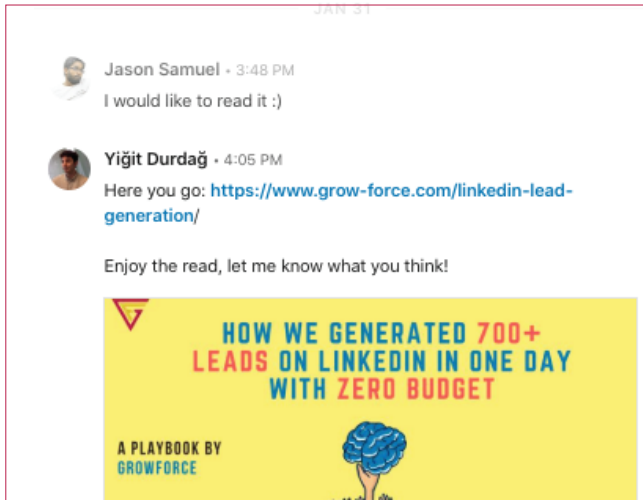 JAN 31
Jason Samuel • 3:48 PM
I would like to read it :)
Yiğit Durdağ • 4:05 PM
Here you go: https://www.grow-force.com/linkedin-lead-
generation/
Enjoy the read, let me know what you think!
HOW WE GENERATED 700+
LEADS ON LINKEDIN IN ONE DAY
WITH ZERO BUDGET
A PLAYBOOK BY
GROWFORCE